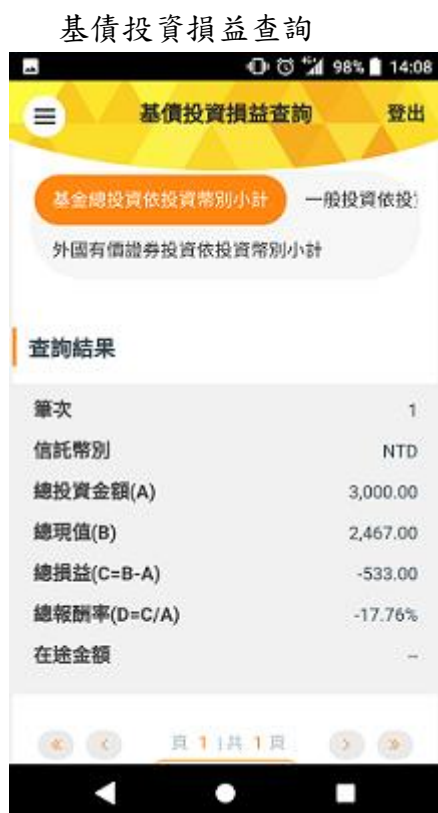 基債投資損益查詢
98% 14:08
基債投資損益查詢 登出
基金總投資依投資幣別小計 一般投資依投
外國有價證券投資依投資幣別小計
查詢結果
筆次 1
信託幣別 NTD
總投資金額(A) 3,000.00
總現值(B) 2,467.00
總損益(C=B-A) -533.00
總報酬率(D=C/A) -17.76%
在途金額 --
« ‹ 頁 1 | 共 1 頁 › »